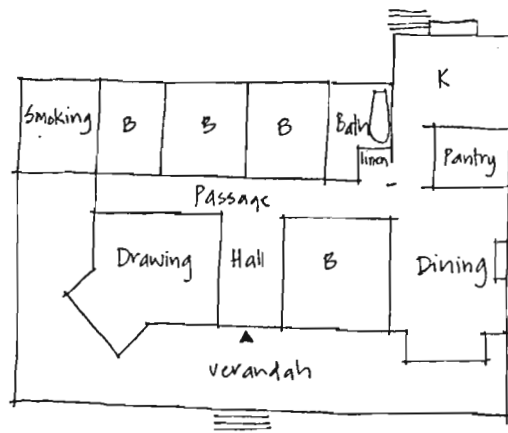 K
Smoking
B
B
B
Bath
linen
Pantry
Passage
Drawing
Hall
B
Dining
verandah